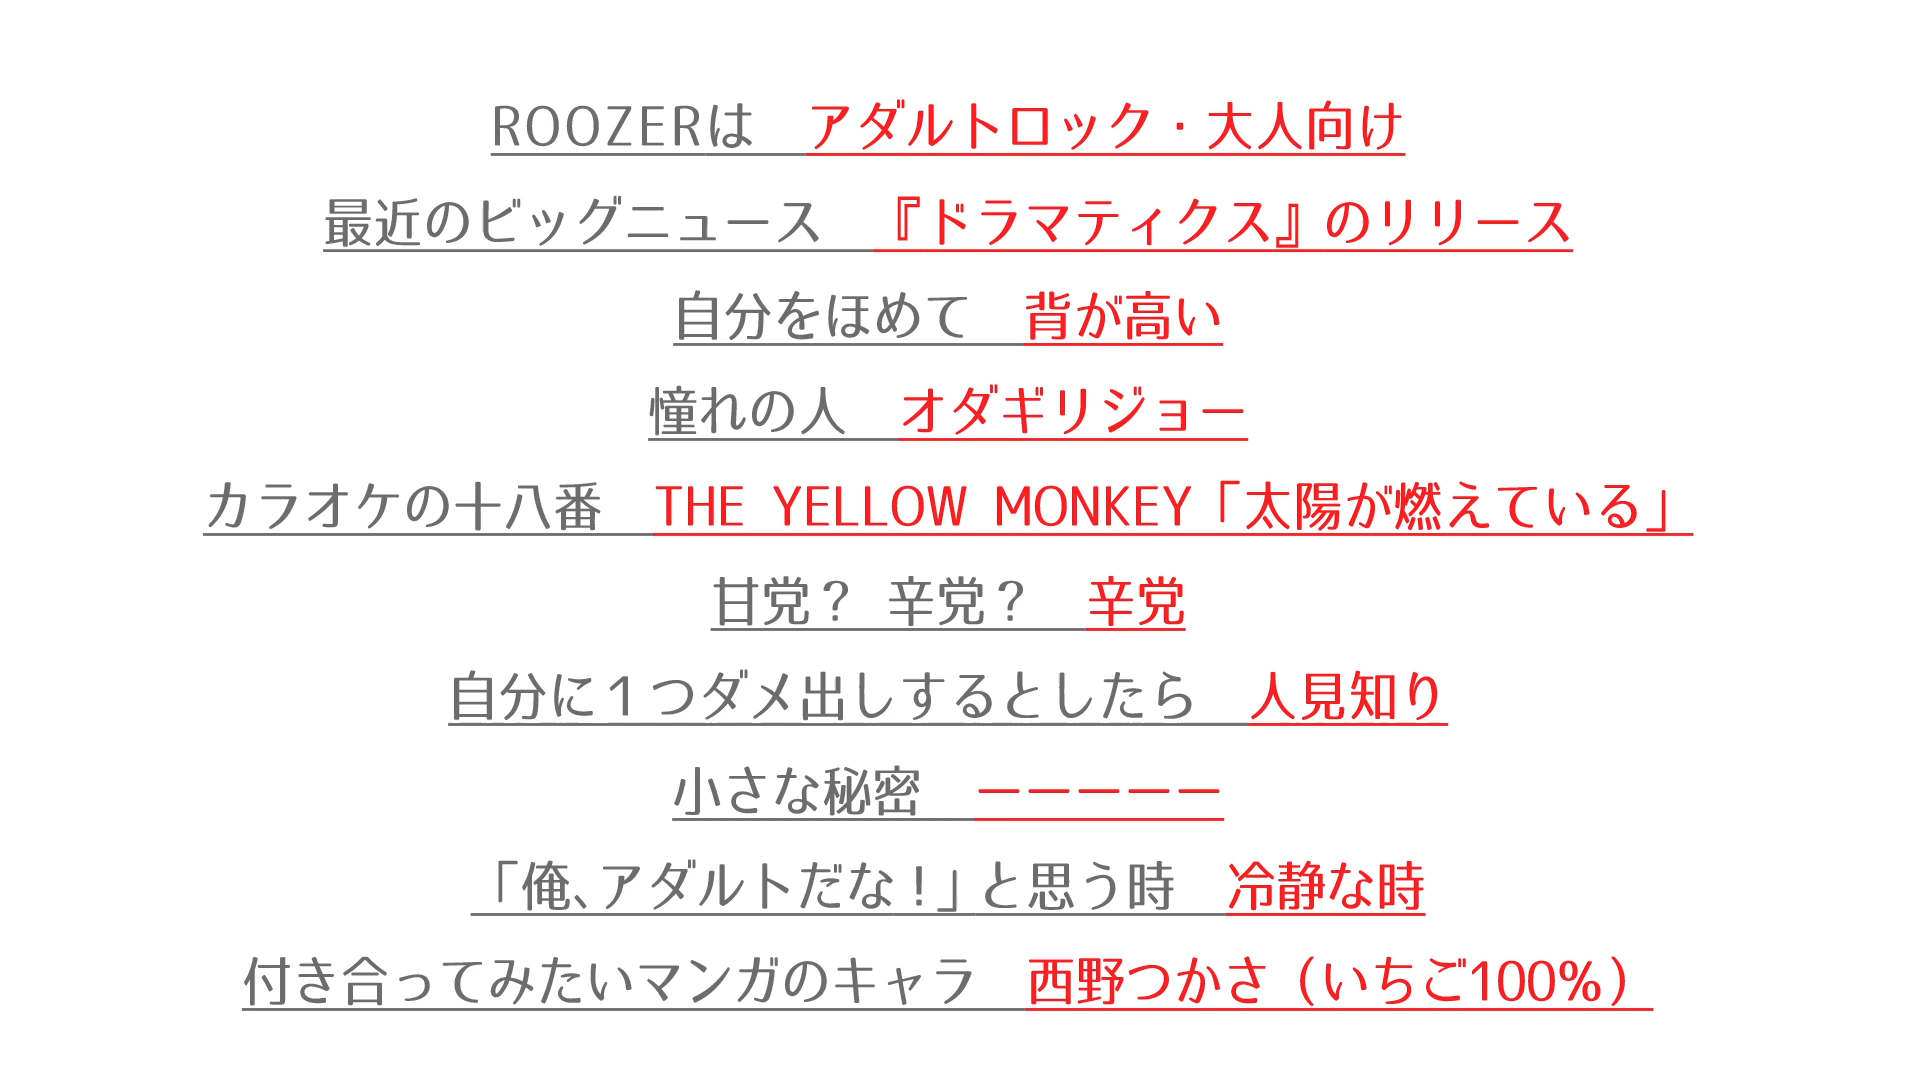 ROOZERは　アダルトロック・大人向け
最近のビッグニュース　『ドラマティクス』のリリース
自分をほめて　背が高い
憧れの人　オダギリジョー
カラオケの十八番　THE YELLOW MONKEY「太陽が燃えている」
甘党？ 辛党？　辛党
自分に１つダメ出しするとしたら　人見知り
小さな秘密　ーーーーー
「俺、アダルトだな！」と思う時　冷静な時
付き合ってみたいマンガのキャラ　西野つかさ（いちご100%）